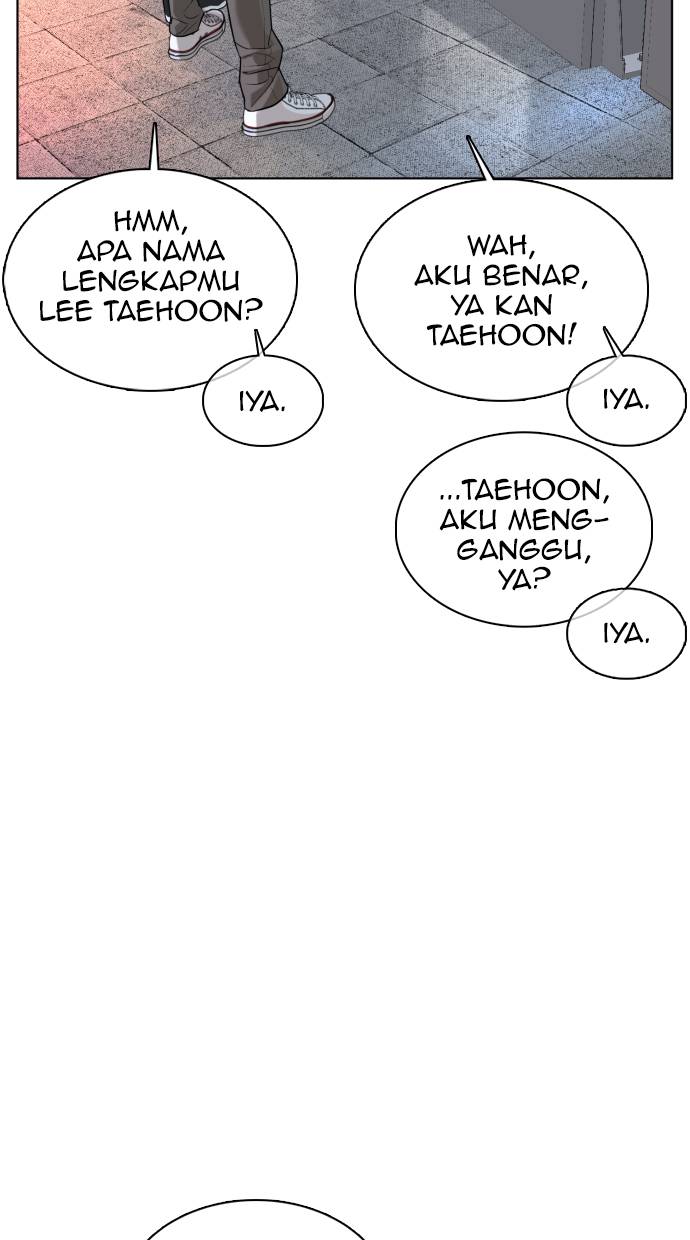 HMM,
APA NAMA
LENGKAPMU
LEE TAEHOON?
IYA.
WAH,
AKU BENAR,
YA KAN
TAEHOON!
IYA.
...TAEHOON,
AKU MENG-
GANGGU,
YA?
IYA.